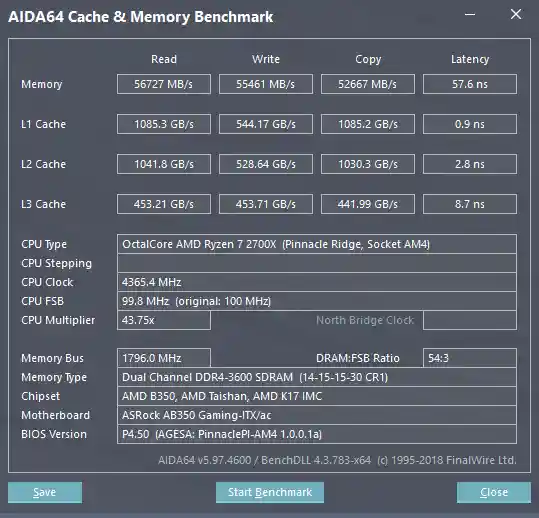 AIDA64 Cache & Memory Benchmark
Read Write Copy Latency
Memory 56727 MB/s 55461 MB/s 52667 MB/s 57.6 ns
L1 Cache 1085.3 GB/s 544.17 GB/s 1085.2 GB/s 0.9 ns
L2 Cache 1041.8 GB/s 528.64 GB/s 1030.3 GB/s 2.8 ns
L3 Cache 453.21 GB/s 453.71 GB/s 441.99 GB/s 8.7 ns
CPU Type OctalCore AMD Ryzen 7 2700X (Pinnacle Ridge, Socket AM4)
CPU Stepping
CPU Clock 4365.4 MHz
CPU FSB 99.8 MHz (original: 100 MHz)
CPU Multiplier 43.75x North Bridge Clock
Memory Bus 1796.0 MHz DRAM:FSB Ratio 54:3
Memory Type Dual Channel DDR4-3600 SDRAM (14-15-15-30 CR1)
Chipset AMD B350, AMD Taishan, AMD K17 IMC
Motherboard ASRock AB350 Gaming-ITX/ac
BIOS Version P4.50 (AGESA: PinnaclePI-AM4 1.0.0.1a)
AIDA64 v5.97.4600 / BenchDLL 4.3.783-x64 (c) 1995-2018 FinalWire Ltd.
Save Start Benchmark Close